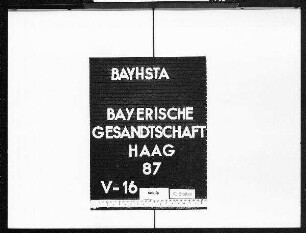 BAYHSTA
BAYERISCHE
GESANDTSCHAFT
HAAG
87
V-16